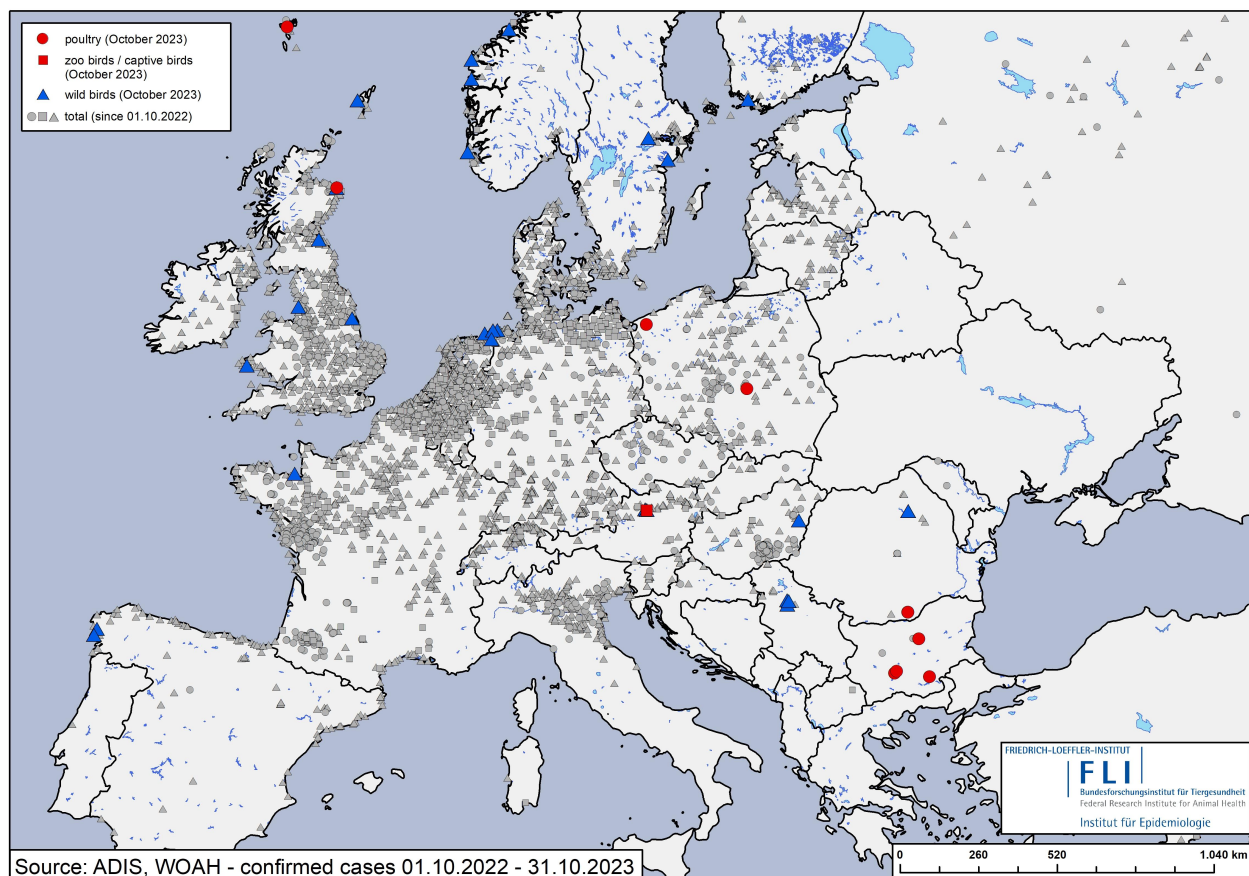 poultry (October 2023)
zoo birds / captive birds
(October 2023)
wild birds (October 2023)
total (since 01.10.2022)
FRIEDRICH-LOEFFLER-INSTITUT
FLI
Bundesforschungsinstitut für Tiergesundheit
Federal Research Institute for Animal Health
Institut für Epidemiologie
Source: ADIS, WOAH - confirmed cases 01.10.2022 - 31.10.2023
0 260 520 1.040 km